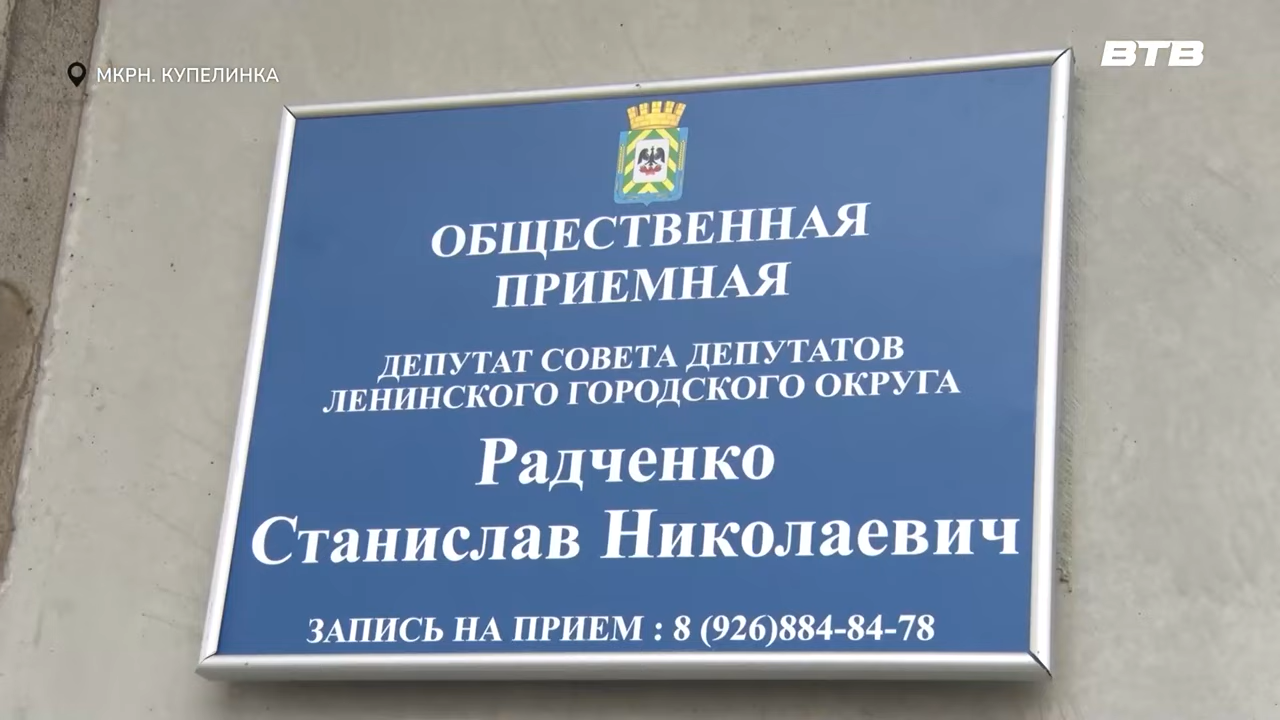 МКРН. КУПЕЛИНКА
ВТВ
ОБЩЕСТВЕННАЯ
ПРИЕМНАЯ
ДЕПУТАТ СОВЕТА ДЕПУТАТОВ
ЛЕНИНСКОГО ГОРОДСКОГО ОКРУГА
Радченко
Станислав Николаевич
ЗАПИСЬ НА ПРИЕМ : 8 (926)884-84-78